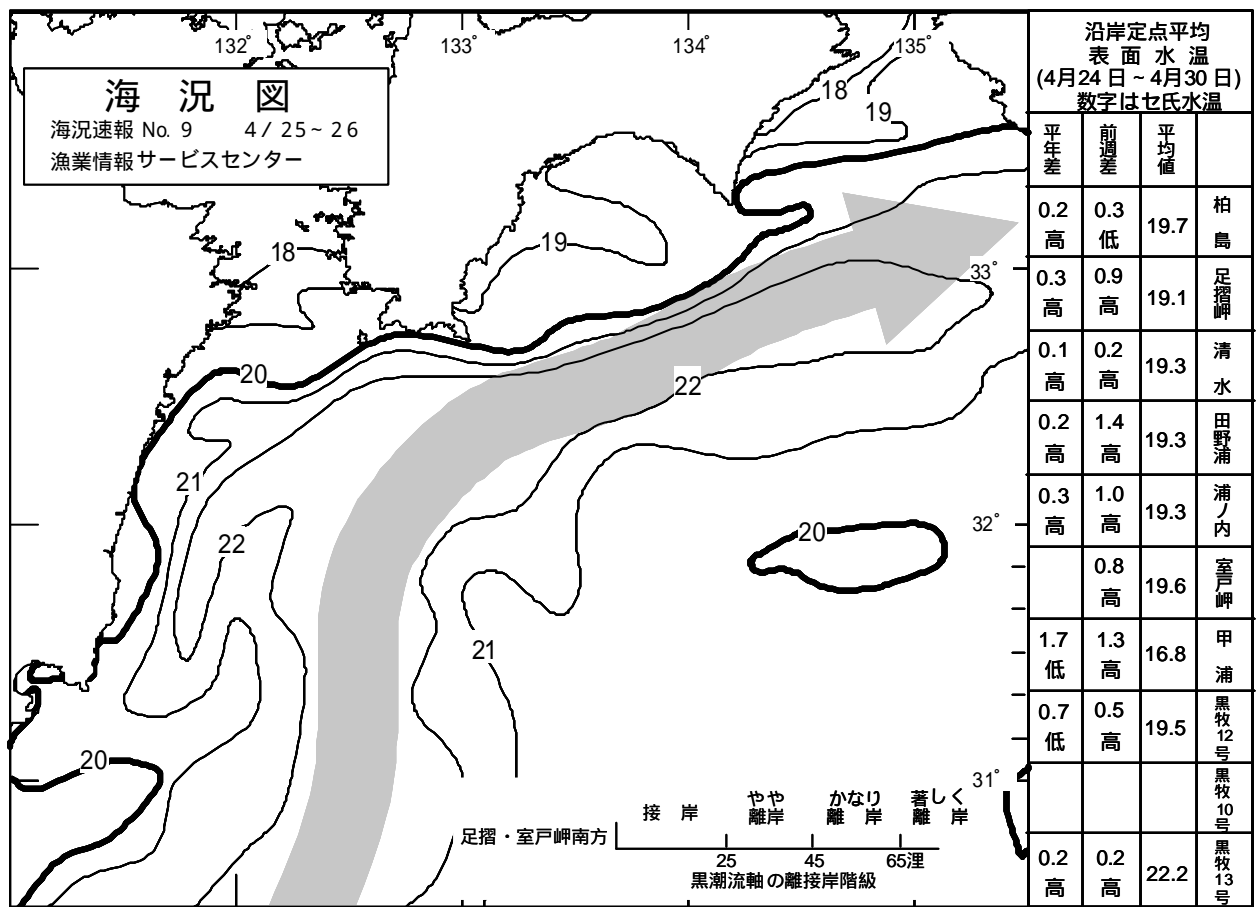 132°
133°
134°
135°
海 況 図
海況速報 No. 9 4/25~26
漁業情報サービスセンター
18
19
18
19
33°
20
22
21
22
32°
20
21
20
31°
接 岸
やや
離岸
かなり
離 岸
著しく
離 岸
足摺・室戸岬南方
25 45 65浬
黒潮流軸の離接岸階級
沿岸定点平均
表 面 水 温
(4月24日~4月30日)
数字はセ氏水温
平年差 前週差 平均値
0.2高 0.3低 19.7 柏島
0.3高 0.9高 19.1 足摺岬
0.1高 0.2高 19.3 清水
0.2高 1.4高 19.3 田野浦
0.3高 1.0高 19.3 浦ノ内
0.8高 19.6 室戸岬
1.7低 1.3高 16.8 甲浦
0.7低 0.5高 19.5 黒牧12号
黒牧10号
0.2高 0.2高 22.2 黒牧13号